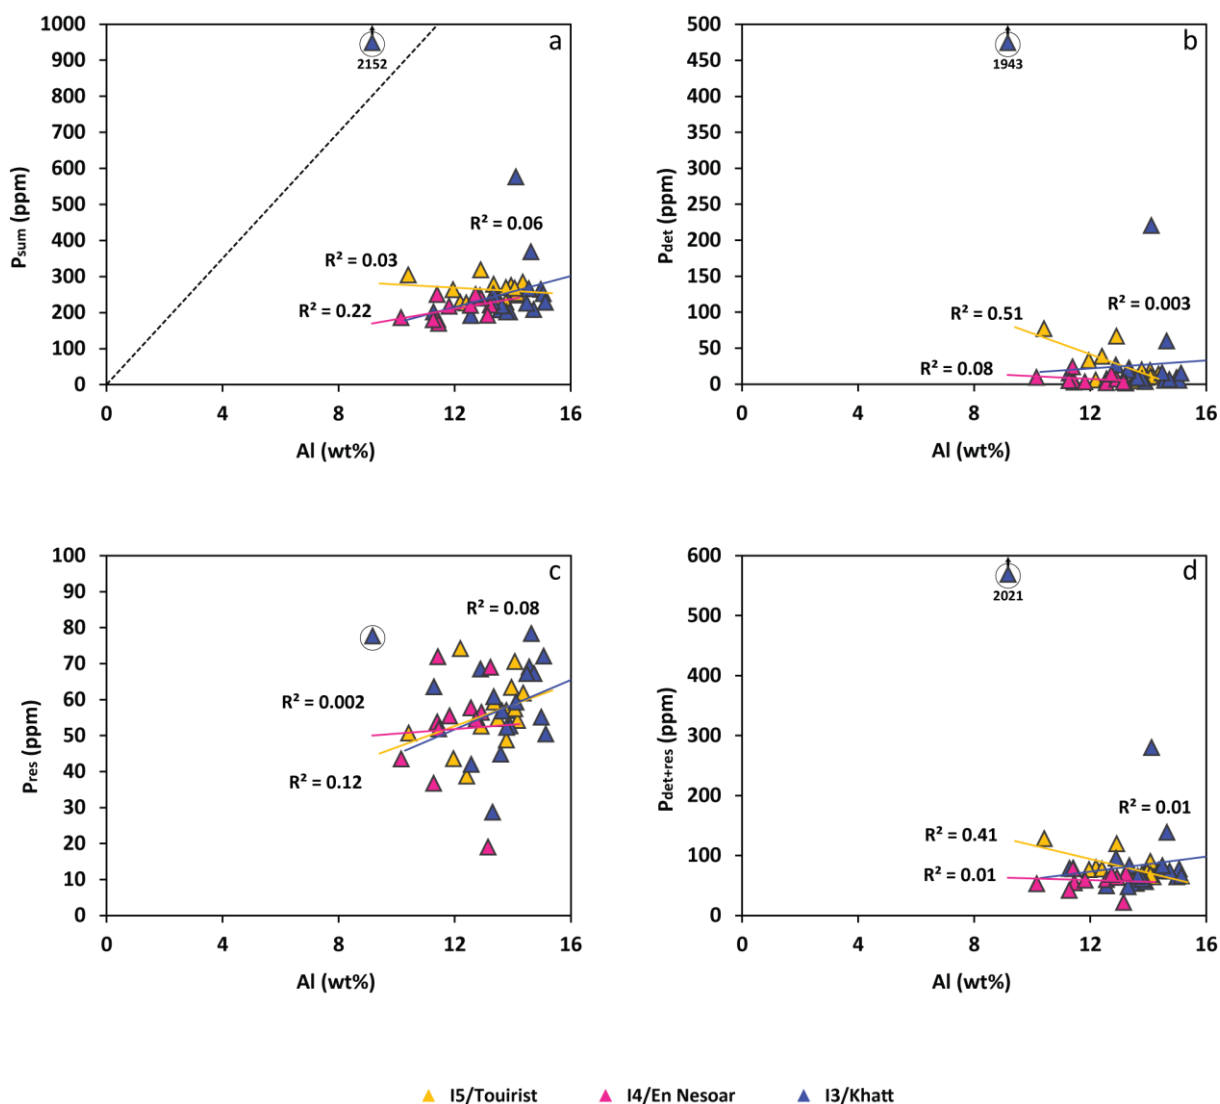 a
1000
900
800
700
600
500
400
300
200
100
0
0 4 8 12 16
Psum (ppm)
Al (wt%)
2152
R² = 0.06
R² = 0.03
R² = 0.22
b
500
450
400
350
300
250
200
150
100
50
0
0 4 8 12 16
Pdet (ppm)
Al (wt%)
1943
R² = 0.003
R² = 0.51
R² = 0.08
c
100
90
80
70
60
50
40
30
20
10
0
0 4 8 12 16
Pres (ppm)
Al (wt%)
R² = 0.08
R² = 0.002
R² = 0.12
d
600
500
400
300
200
100
0
0 4 8 12 16
Pdet+res (ppm)
Al (wt%)
2021
R² = 0.01
R² = 0.41
R² = 0.01
I5/Touirist I4/En Nesoar I3/Khatt